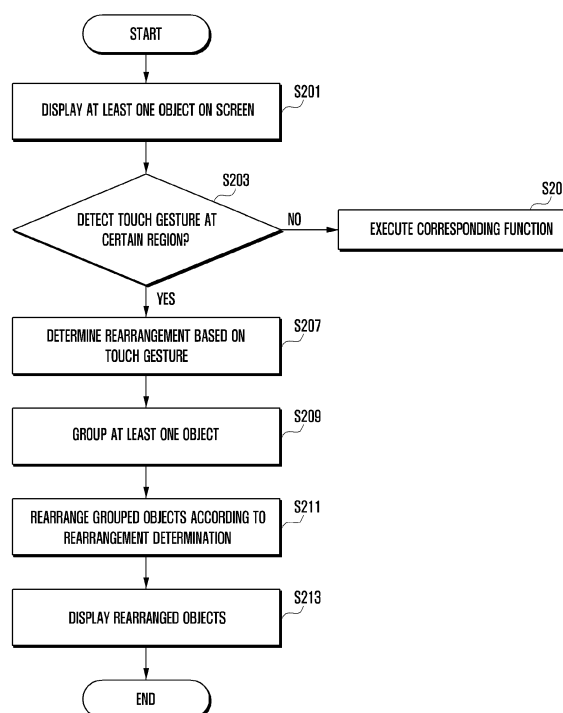 START
S201
DISPLAY AT LEAST ONE OBJECT ON SCREEN
S203
DETECT TOUCH GESTURE AT
CERTAIN REGION?
NO
S20
EXECUTE CORRESPONDING FUNCTION
YES
S207
DETERMINE REARRANGEMENT BASED ON
TOUCH GESTURE
S209
GROUP AT LEAST ONE OBJECT
S211
REARRANGE GROUPED OBJECTS ACCORDING TO
REARRANGEMENT DETERMINATION
S213
DISPLAY REARRANGED OBJECTS
END